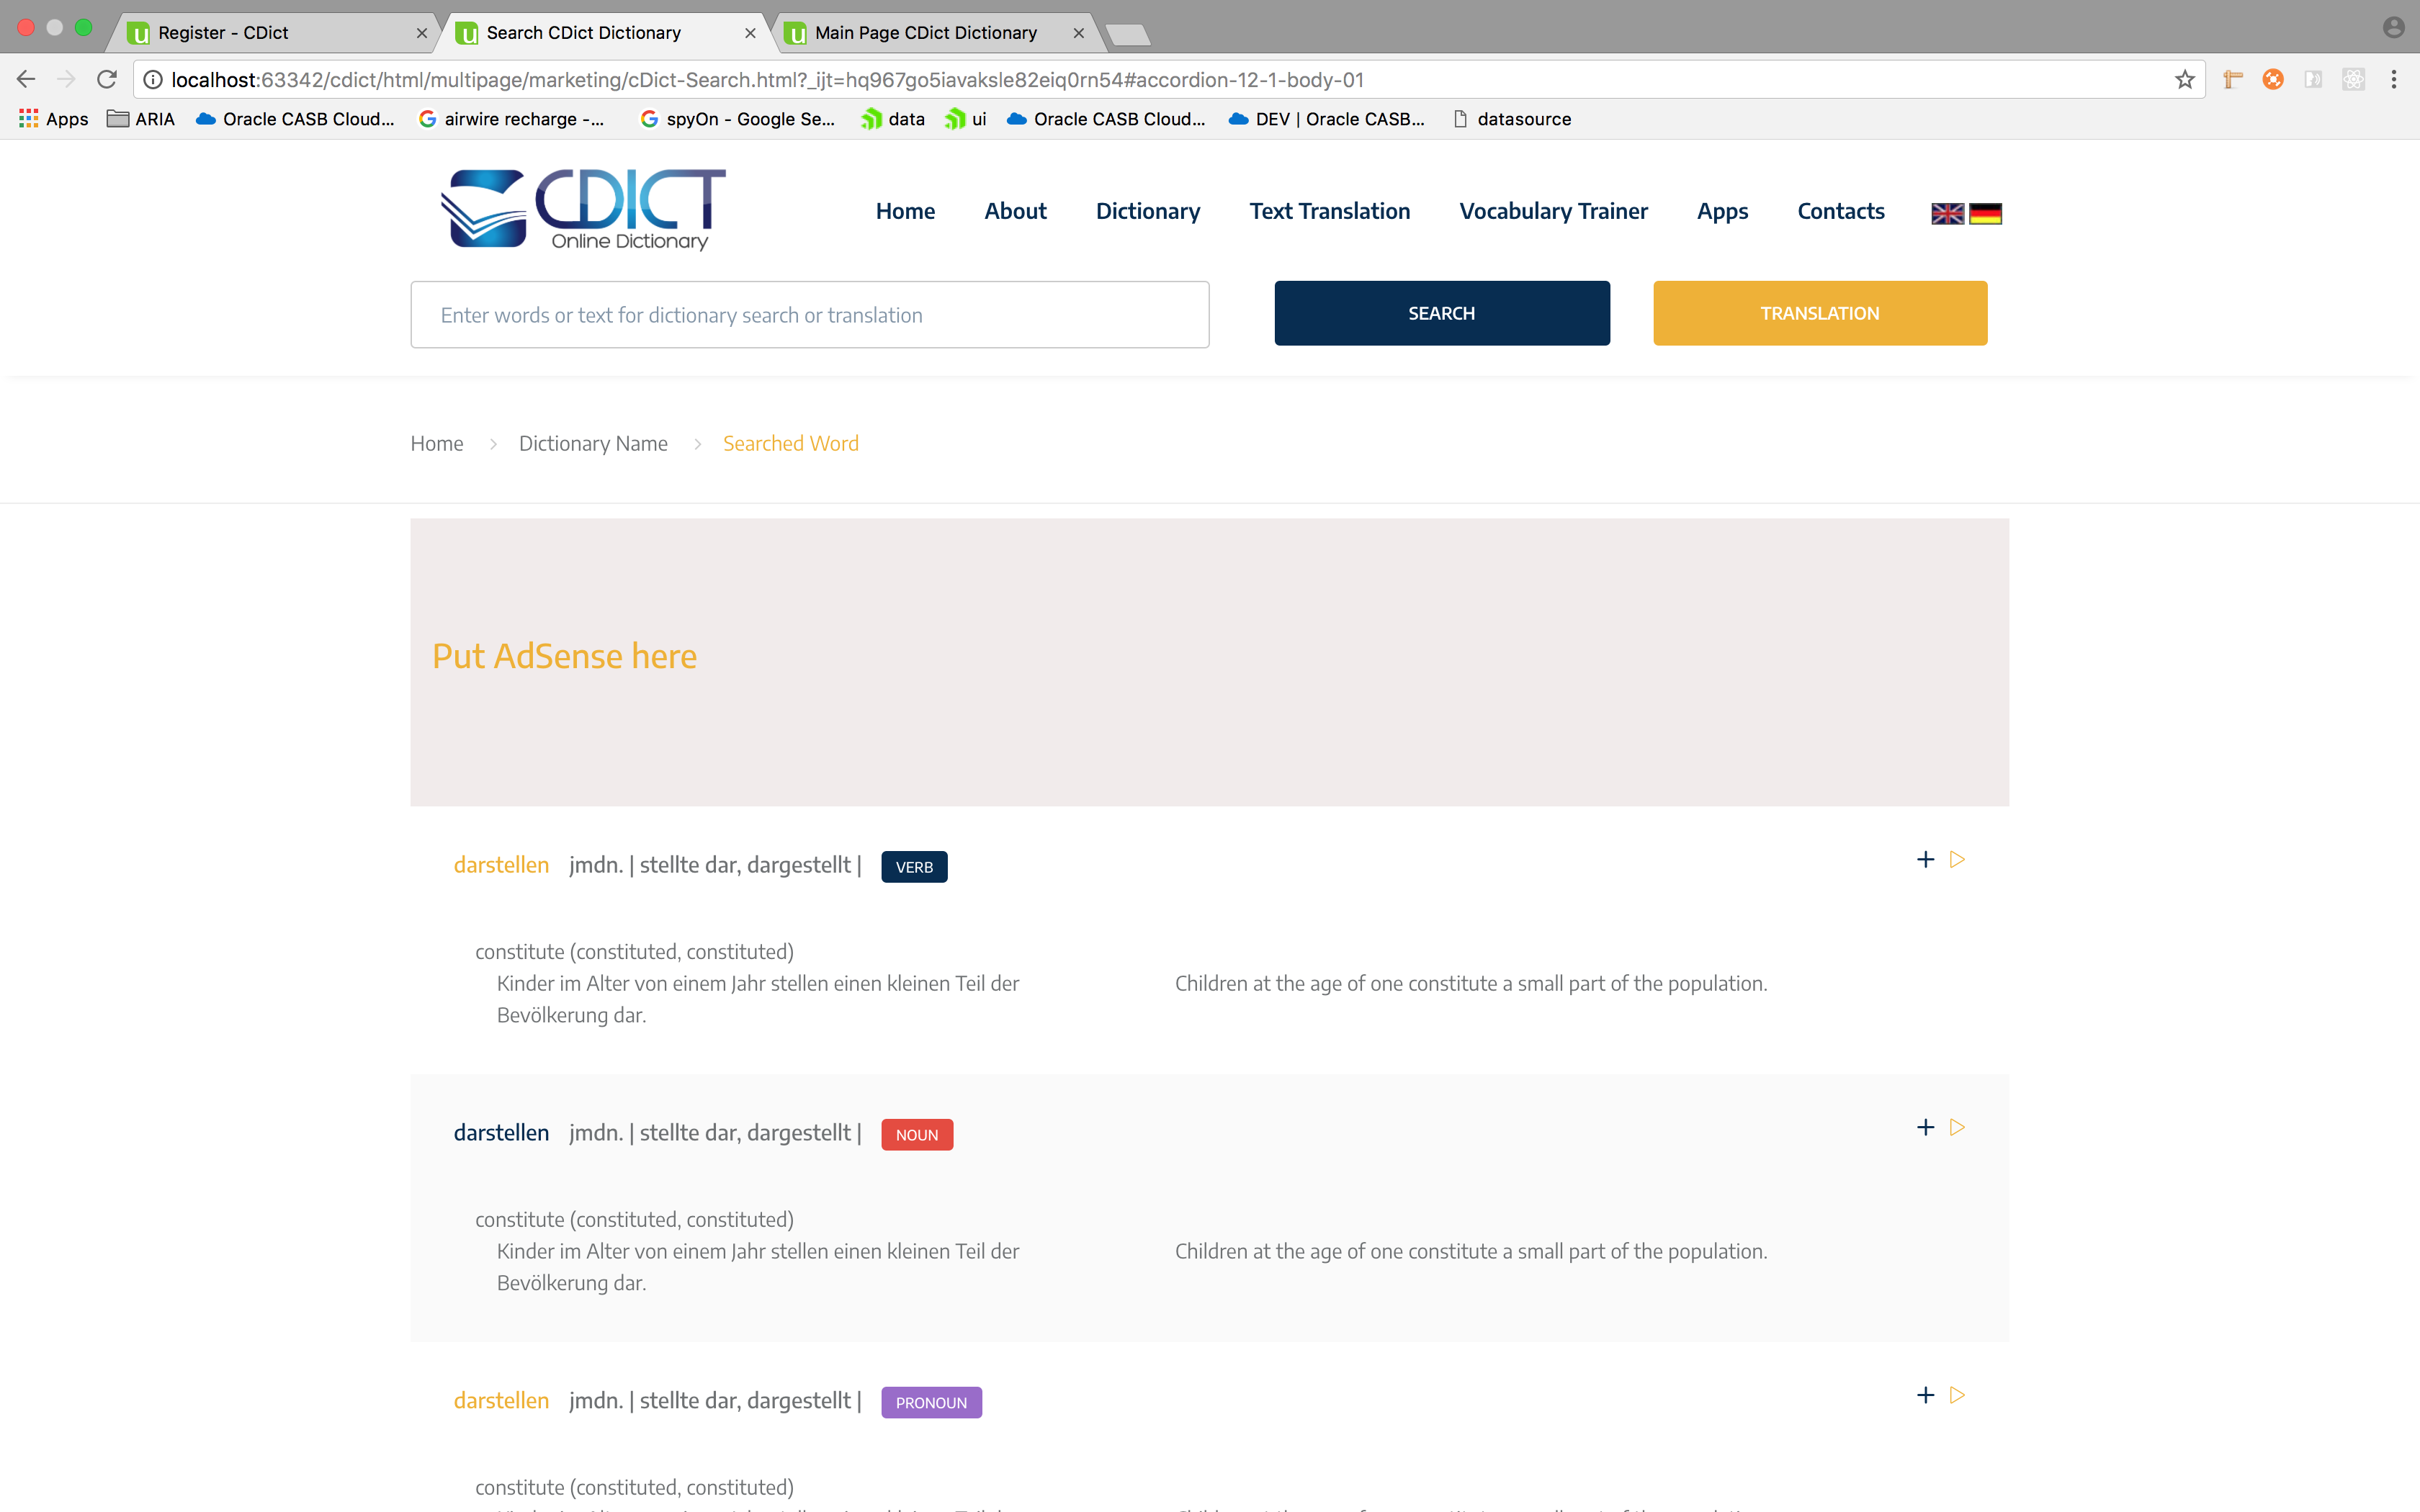 Register - CDict
Search CDict Dictionary
Main Page CDict Dictionary
localhost:63342/cdict/html/multipage/marketing/cDict-Search.html?_ijt=hq967go5iavaksle82eiq0rn54#accordion-12-1-body-01
Apps ARIA Oracle CASB Cloud... airwire recharge -... spyOn - Google Se... data ui Oracle CASB Cloud... DEV | Oracle CASB... datasource
CDICT
Online Dictionary
Home About Dictionary Text Translation Vocabulary Trainer Apps Contacts
Enter words or text for dictionary search or translation
SEARCH
TRANSLATION
Home > Dictionary Name > Searched Word
Put AdSense here
darstellen jmdn. | stellte dar, dargestellt | VERB
constitute (constituted, constituted)
Kinder im Alter von einem Jahr stellen einen kleinen Teil der
Bevölkerung dar.
Children at the age of one constitute a small part of the population.
darstellen jmdn. | stellte dar, dargestellt | NOUN
constitute (constituted, constituted)
Kinder im Alter von einem Jahr stellen einen kleinen Teil der
Bevölkerung dar.
Children at the age of one constitute a small part of the population.
darstellen jmdn. | stellte dar, dargestellt | PRONOUN
constitute (constituted, constituted)